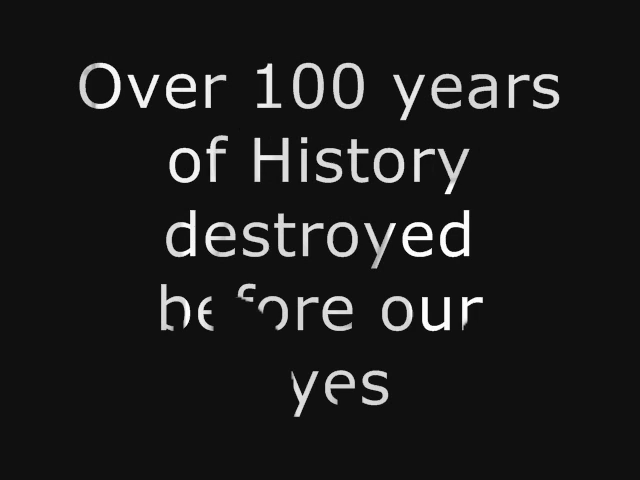 Over 100 years
of History
destroyed
before our
yes